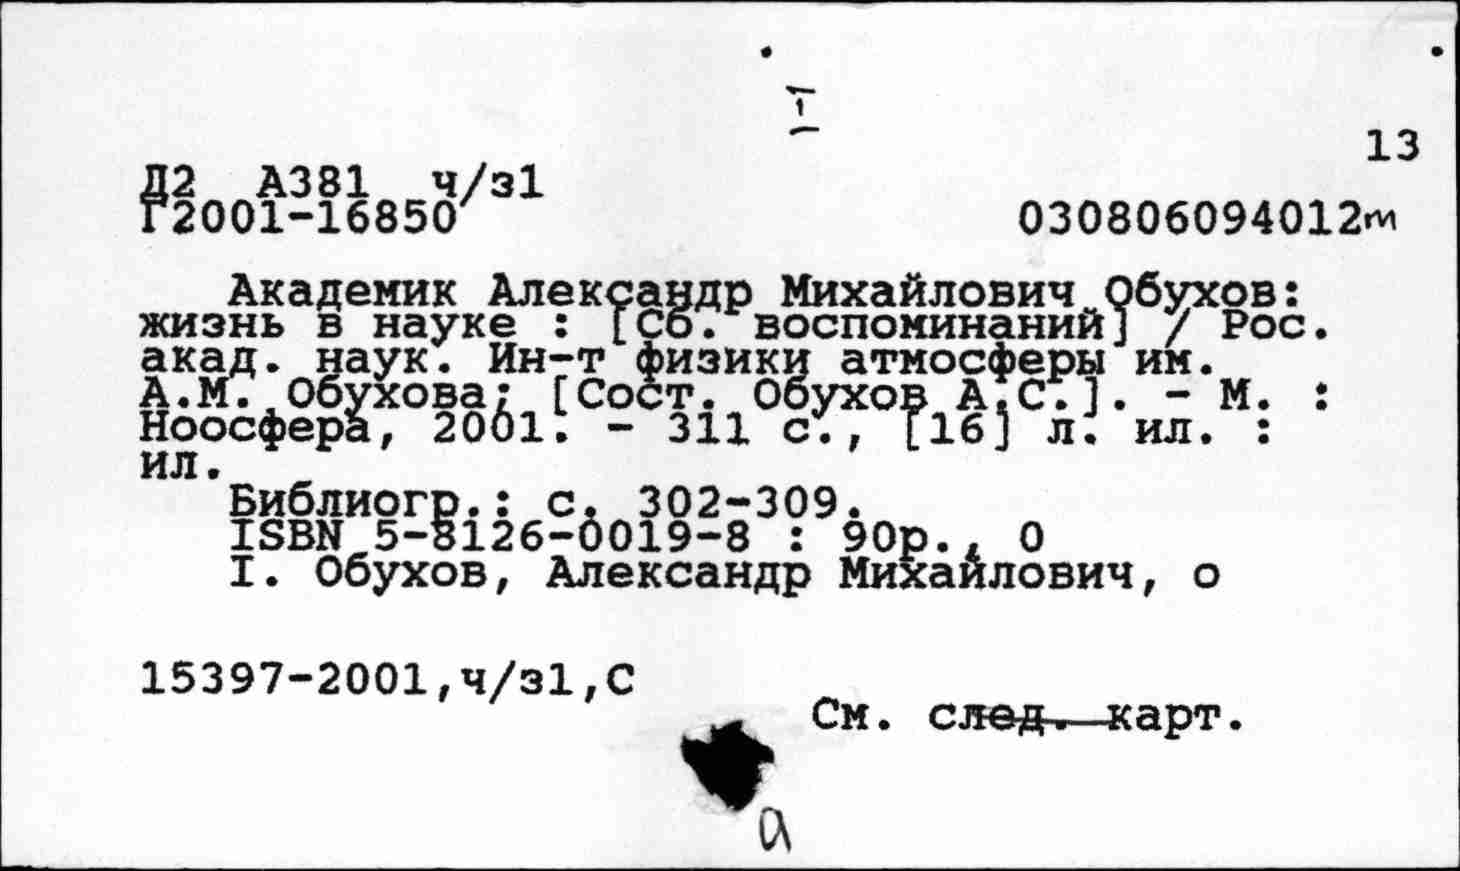 13
Д2 А381 ч/з1
Г2001-16850 030806094012
Академик Александр Михайлович Обухов:
жизнь в науке : [Сб. воспоминаний] / Рос.
акад. наук. Ин-т физики атмосферы им.
А.М. Обухова; [Сост. Обухов А.С.]. - М. :
Ноосфера, 2001. - 311 с., [16] л. ил. :
ил.
Библиогр.: с. 302-309.
ISBN 5-8126-0019-8 : 90р., 0
I. Обухов, Александр Михайлович, о
15397-2001,ч/з1,С
См. след. карт.